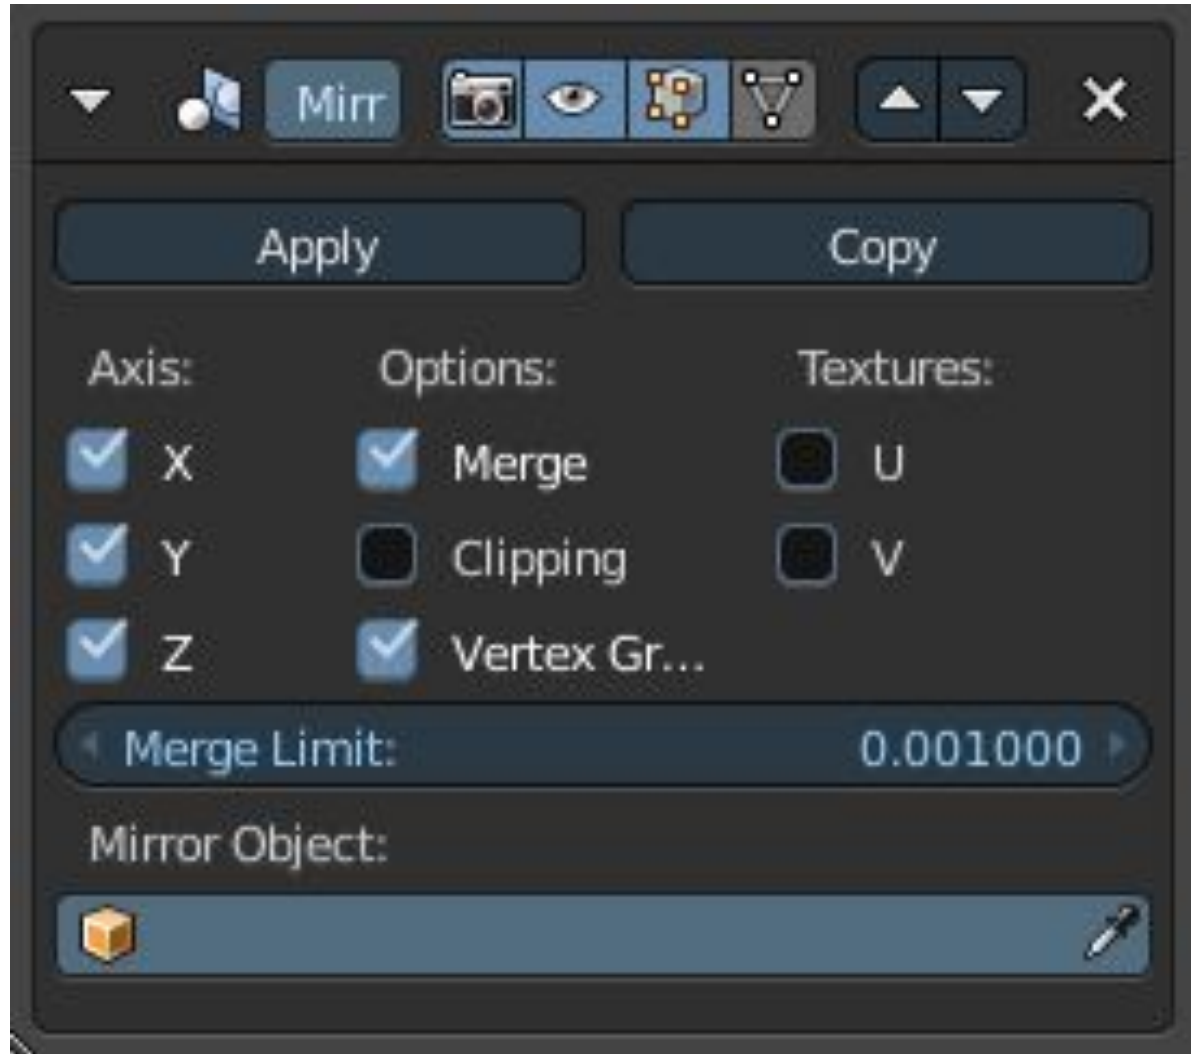 Mirr
Apply Copy
Axis: Options: Textures:
X Merge U
Y Clipping V
Z Vertex Gr...
Merge Limit: 0.001000
Mirror Object: